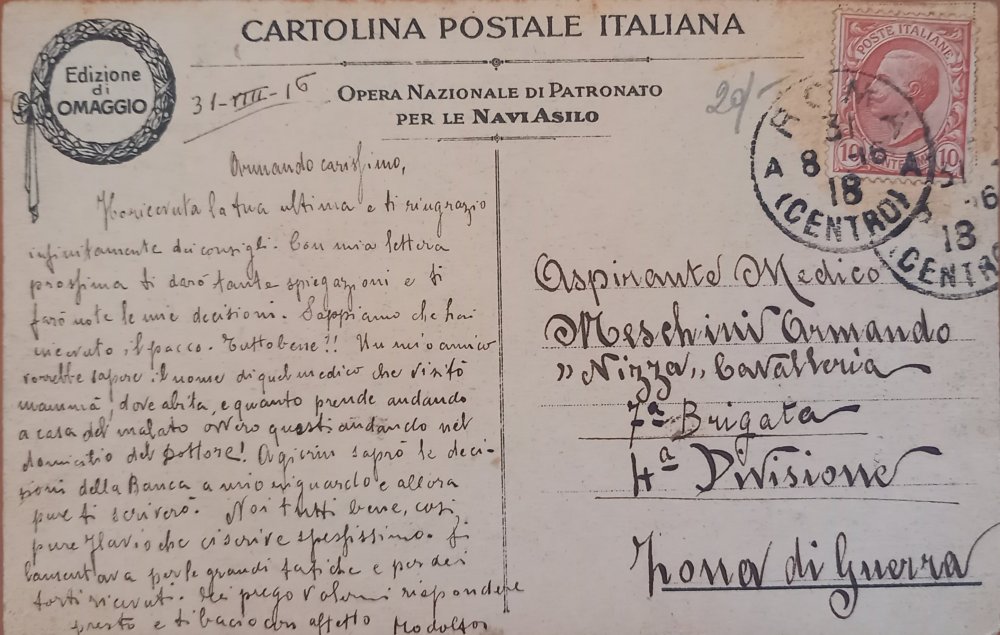 CARTOLINA POSTALE ITALIANA
Edizione
di
OMAGGIO
31-VIII-16
OPERA NAZIONALE DI PATRONATO
PER LE NAVI ASILO
POSTE ITALIANE
10 10
ROMA
31
A 8 -16 A
18
(CENTRO)
18
(CENTRO
Armando carissimo,
Ho ricevuta la tua ultima e ti ringrazio
infinitamente dei consigli. Con mia lettera
prossima ti darò tante spiegazioni e ti
farò note le mie decisioni. Sappiamo che hai
ricevuto il pacco. Tutto bene!! Un mio amico
vorrebbe sapere il nome di quel medico che visitò
mammà, dove abita, e quanto prende andando
a casa del malato ovvero questi andando nel
domicilio del Dottore! A giorni saprò le deci-
sioni della Banca a mio riguardo e allora
pure ti scriverò. Noi tutti bene, così
pure Flavio che ci scrive spessissimo. Si
lamentava per le grandi fatiche e per dei
torti ricevuti. prego volermi rispondere
presto e ti bacio con affetto
Aspirante Medico
Meschini Armando
"Nizza" Cavalleria
7ª Brigata
4ª Divisione
Zona di Guerra